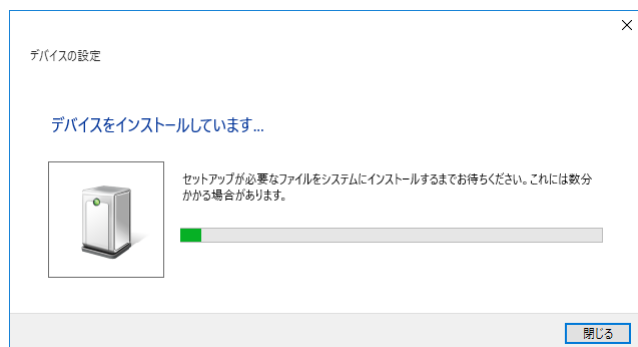 デバイスの設定
デバイスをインストールしています...
セットアップが必要なファイルをシステムにインストールするまでお待ちください。これには数分
かかる場合があります。
閉じる